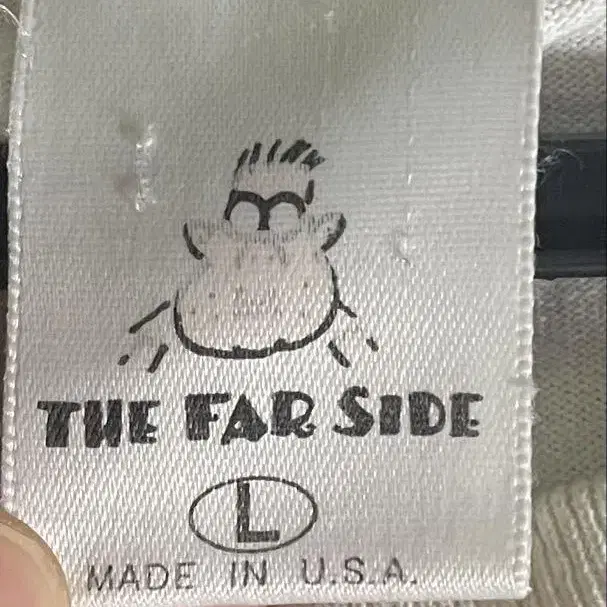 THE FAR SIDE
L
MADE IN U.S.A.